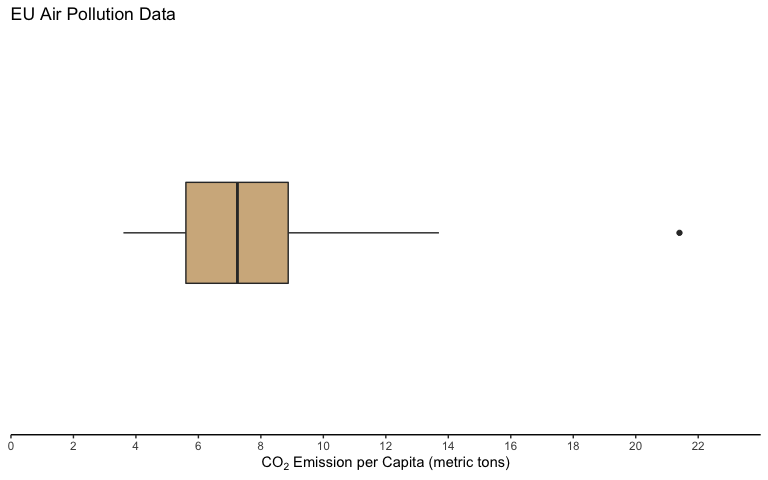 EU Air Pollution Data
0 2 4 6 8 10 12 14 16 18 20 22
CO₂ Emission per Capita (metric tons)